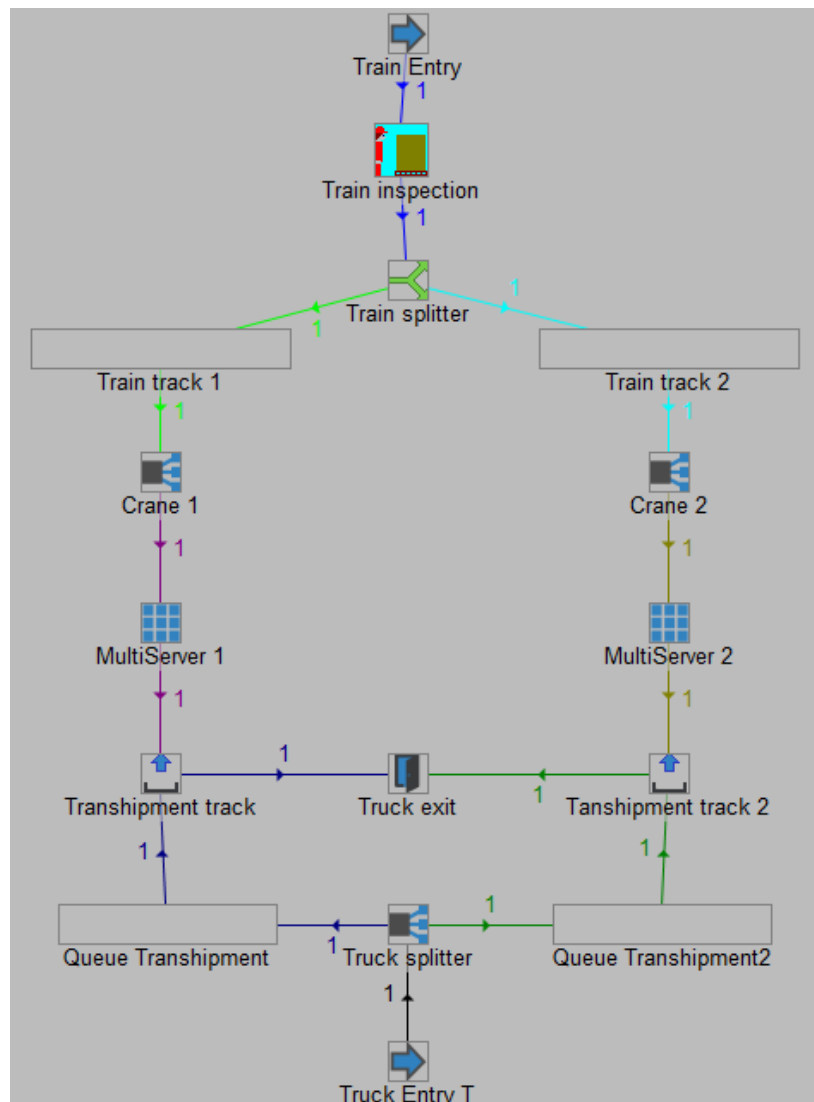 Train Entry
1
Train inspection
1
Train splitter
1
1
Train track 1
Train track 2
1
1
Crane 1
Crane 2
1
1
MultiServer 1
MultiServer 2
1
1
1
Transhipment track
Truck exit
1
Tanshipment track 2
1
1
1
1
Queue Transhipment
Truck splitter
Queue Transhipment2
1
Truck Entry T